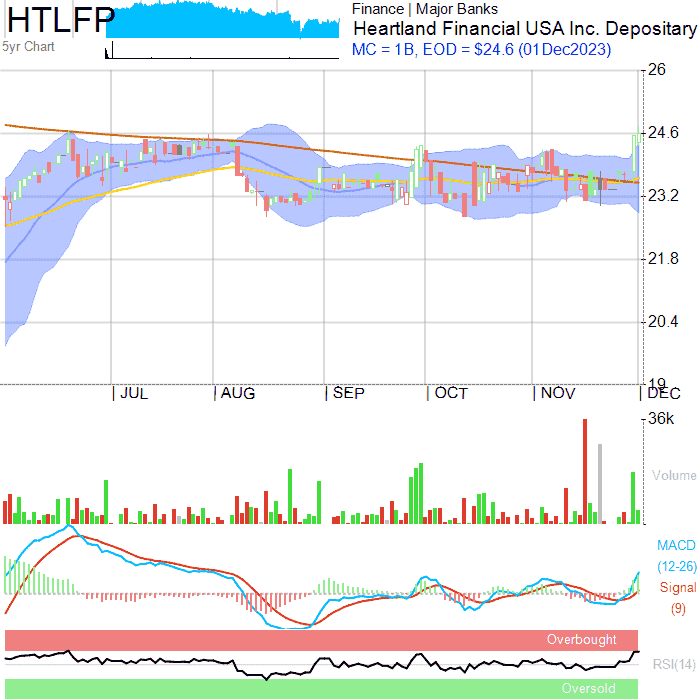 HTLFP
Finance | Major Banks
Heartland Financial USA Inc. Depositary
5yr Chart
MC = 1B, EOD = $24.6 (01Dec2023)
26
24.6
23.2
21.8
20.4
19
JUL
AUG
SEP
OCT
NOV
DEC
36k
Volume
MACD
(12-26)
Signal
(9)
Overbought
RSI(14)
Oversold